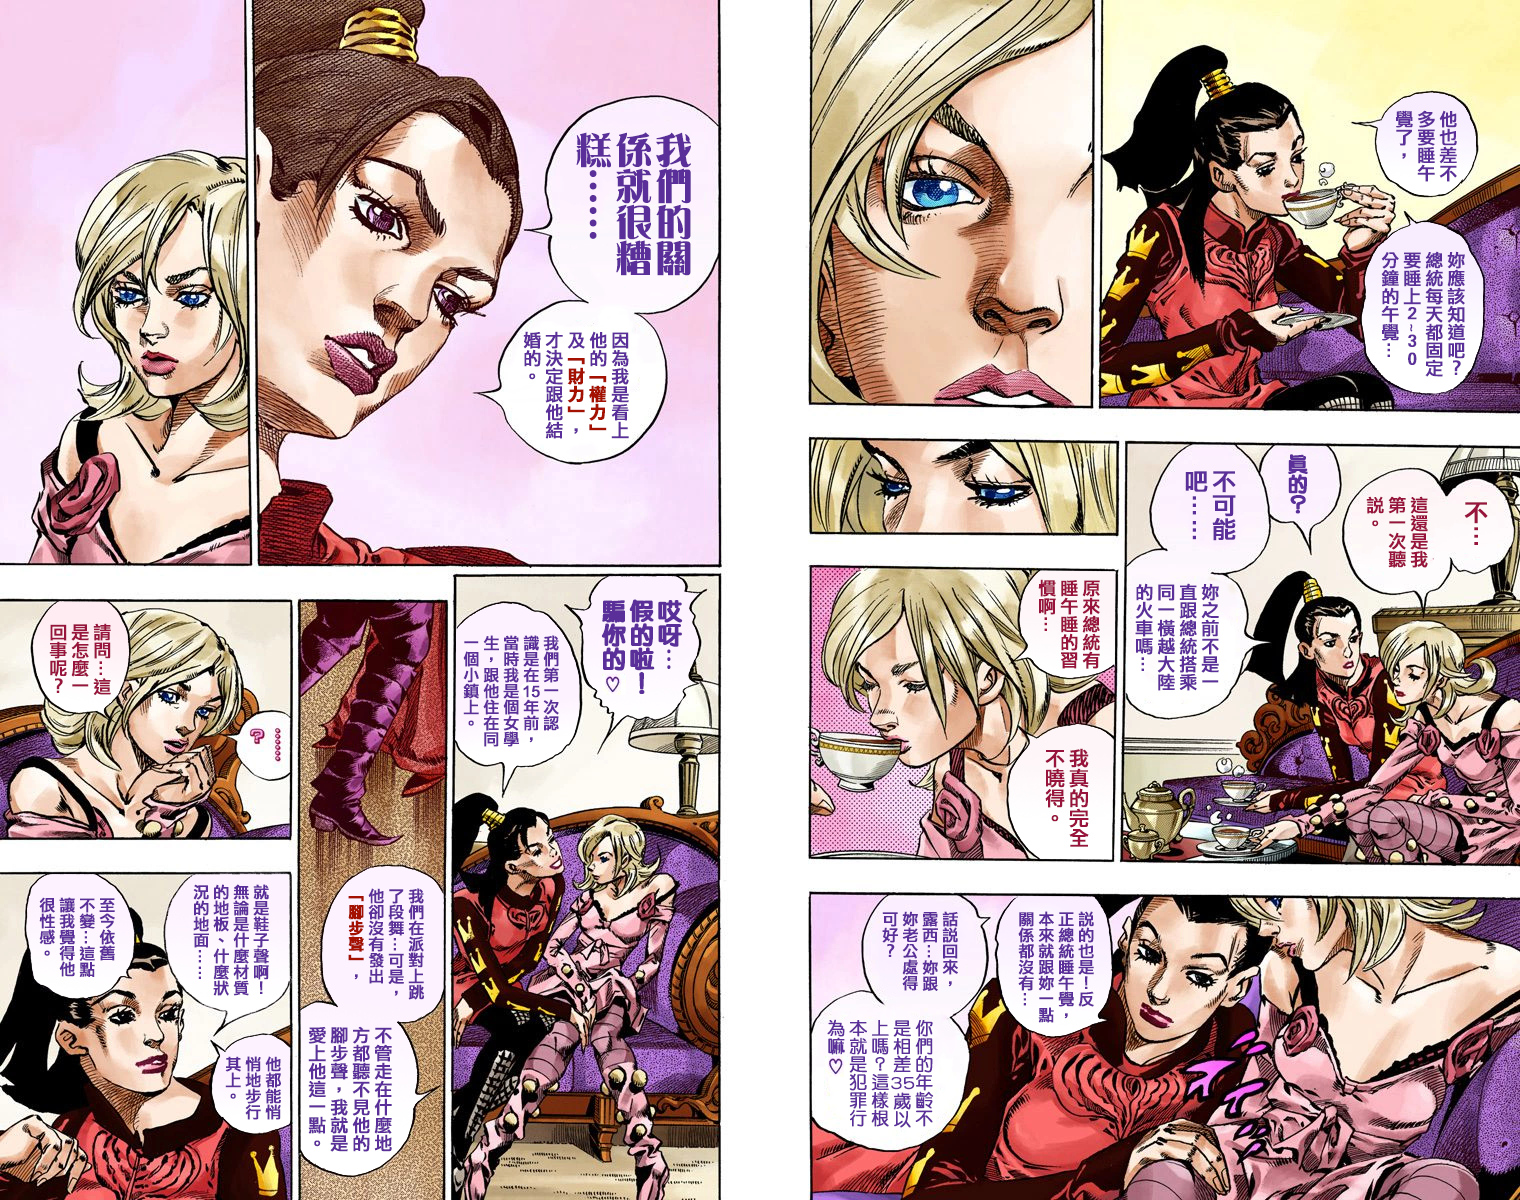 他也差不
多要睡午
覺了，
妳應該知道吧？
總統每天都固定
要睡上2~30
分鐘的午覺…
不…
這還是我
第一次聽
説。
真的？
不可能
吧……
妳之前不是一
直跟總統搭乘
同一橫越大陸
的火車嗎…
原來總統有
睡午睡的習
慣啊…
我真的完全
不曉得。
説的也是！反
正總統睡午覺，
本來就跟妳一點
關係都沒有…
話説回來，
露西…妳跟
妳老公處得
可好？
你們的年齡不
是相差35歲以
上嗎？這樣根
本就是犯罪行
為嘛♡
我們的關
係就很糟
糕……
因為我是看上
他的「權力」
及「財力」，
才決定跟他結
婚的。
哎呀…
假的啦！
騙你的♡
我們第一次認
識是在15年前，
當時我是個女學
生，跟他住在同
一個小鎮上。
我們在派對上跳
了段舞…可是，
他卻沒有發出
「腳步聲」，
不管走在什麼地
方都聽不見他的
腳步聲，我就是
愛上他這一點。
……
？
請問…這
是怎麼一
回事呢？
就是鞋子聲啊！
無論是什麼材質
的地板、什麼狀
況的地面……
他都能悄
悄地步行
其上。
至今依舊
不變…這點
讓我覺得他
很性感。